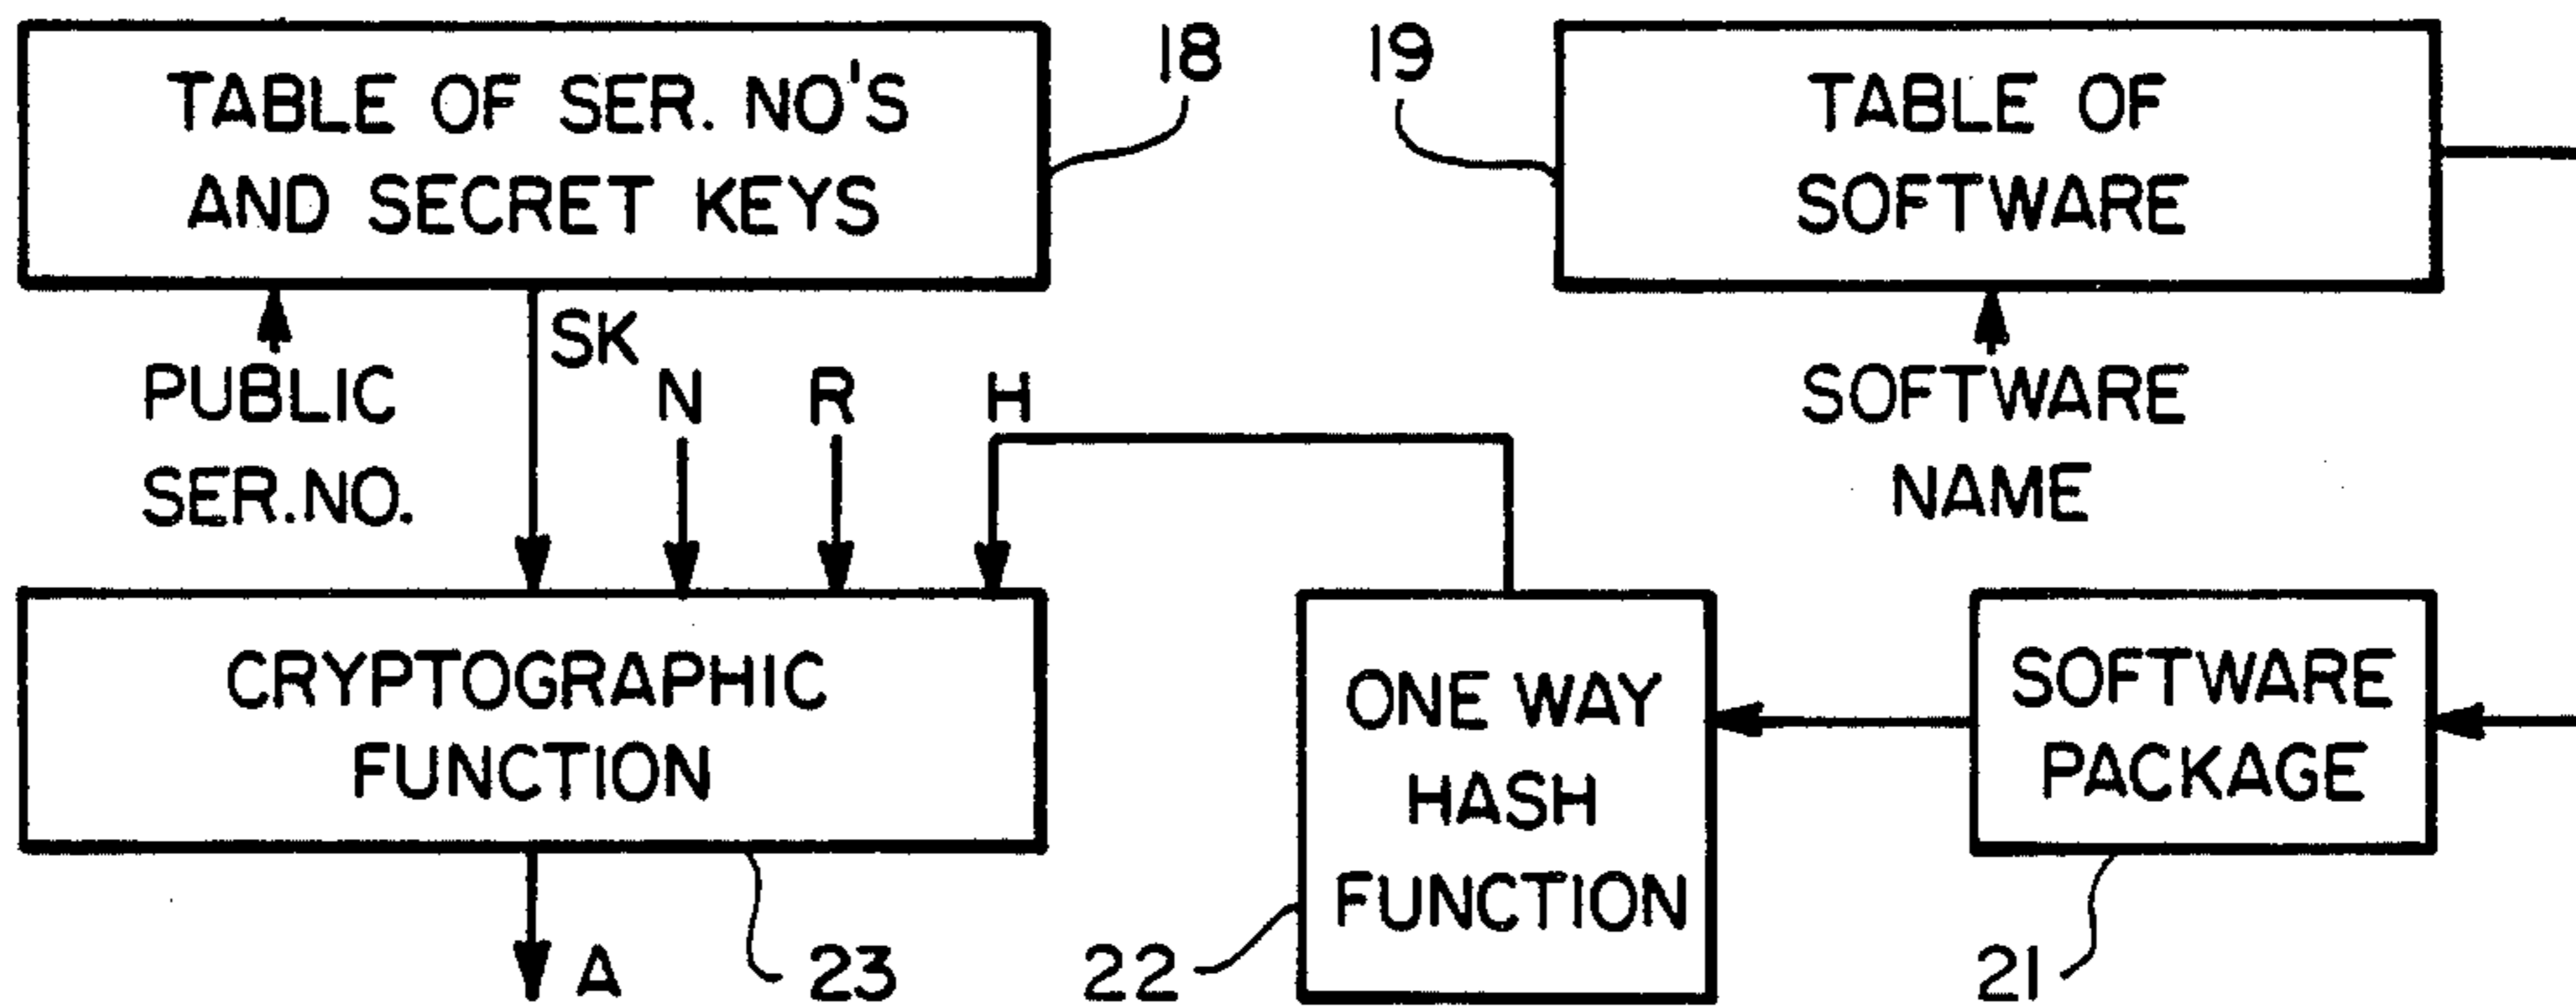 TABLE OF SER. NO'S
AND SECRET KEYS
18
19
TABLE OF
SOFTWARE
PUBLIC
SER.NO.
SK
N
R
H
SOFTWARE
NAME
CRYPTOGRAPHIC
FUNCTION
ONE WAY
HASH
FUNCTION
SOFTWARE
PACKAGE
A
23
22
21